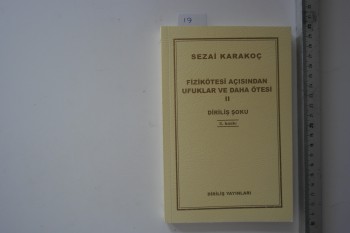 17
SEZAİ KARAKOÇ
FİZİKÖTESİ AÇISINDAN
UFUKLAR VE DAHA ÖTESİ
II
DİRİLİŞ ŞOKU
DİRİLİŞ YAYINLARI